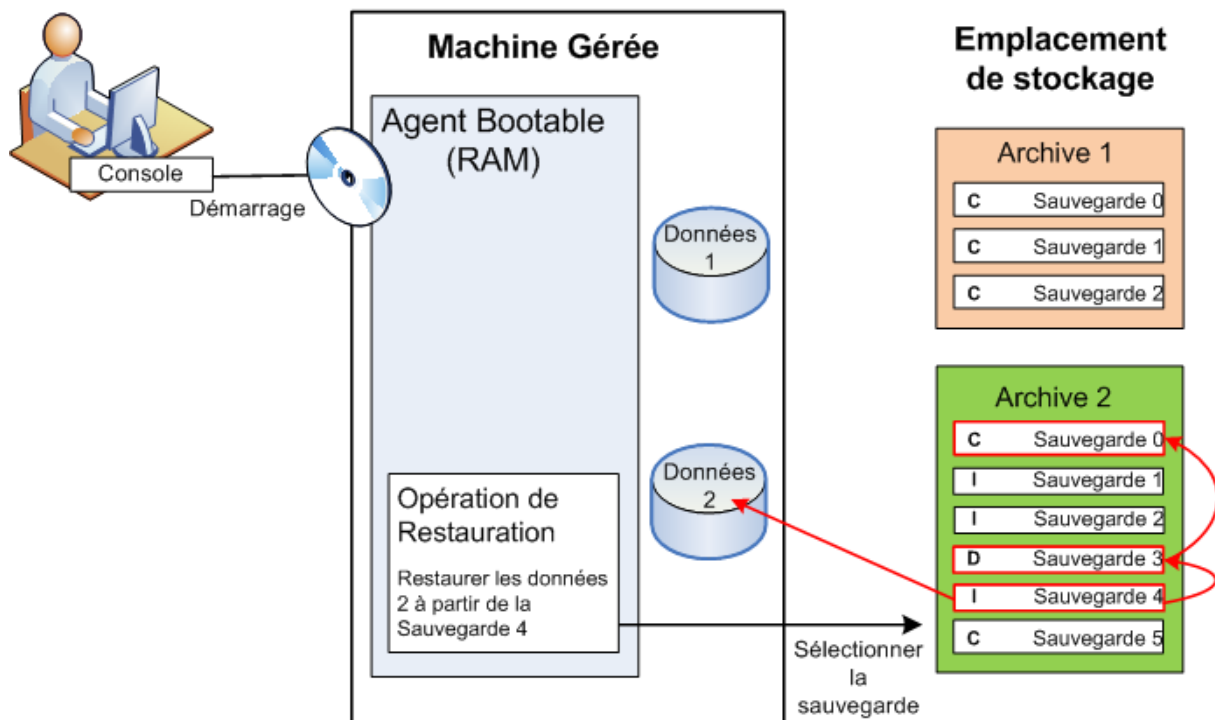 Console
Démarrage
Machine Gérée
Agent Bootable
(RAM)
Données
1
Données
2
Opération de
Restauration
Restaurer les données
2 à partir de la
Sauvegarde 4
Sélectionner
la
sauvegarde
Emplacement
de stockage
Archive 1
C Sauvegarde 0
C Sauvegarde 1
C Sauvegarde 2
Archive 2
C Sauvegarde 0
I Sauvegarde 1
I Sauvegarde 2
D Sauvegarde 3
I Sauvegarde 4
C Sauvegarde 5